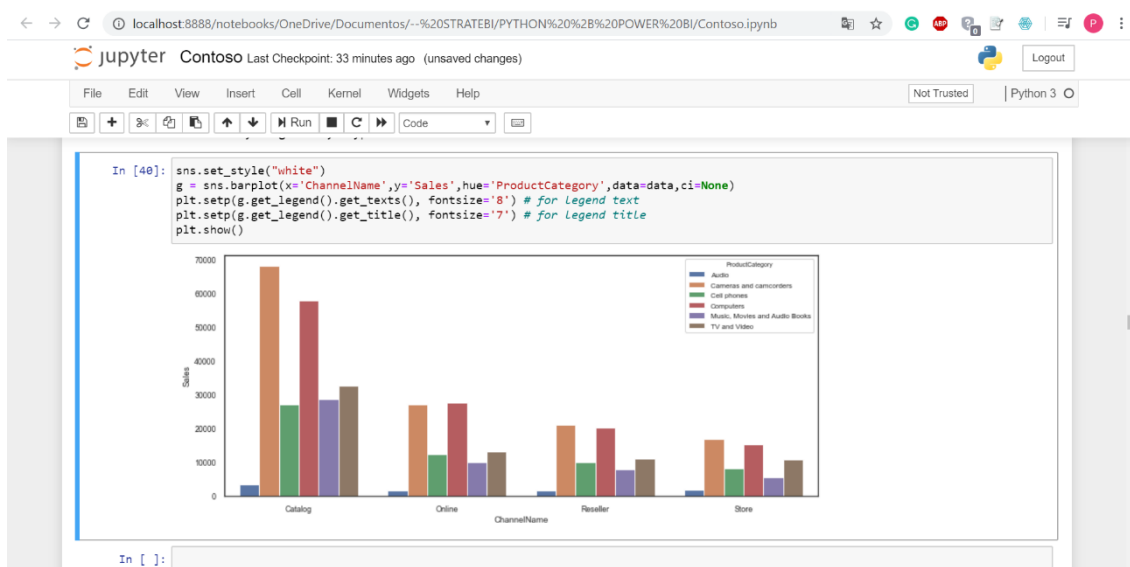 localhost:8888/notebooks/OneDrive/Documentos/--%20STRATEBI/PYTHON%20%2B%20POWER%20BI/Contoso.ipynb
ABP
0
P
jupyter Contoso Last Checkpoint: 33 minutes ago (unsaved changes)
Logout
File Edit View Insert Cell Kernel Widgets Help
Not Trusted
Python 3
Run
Code
In [40]:
sns.set_style("white")
g = sns.barplot(x='ChannelName',y='Sales',hue='ProductCategory',data=data,ci=None)
plt.setp(g.get_legend().get_texts(), fontsize='8') # for Legend text
plt.setp(g.get_legend().get_title(), fontsize='7') # for Legend title
plt.show()
70000
60000
50000
40000
30000
20000
10000
0
Sales
ProductCategory
Audio
Cameras and camcorders
Cell phones
Computers
Music, Movies and Audio Books
TV and Video
Catalog Online Reseller Store
ChannelName
In [ ]: